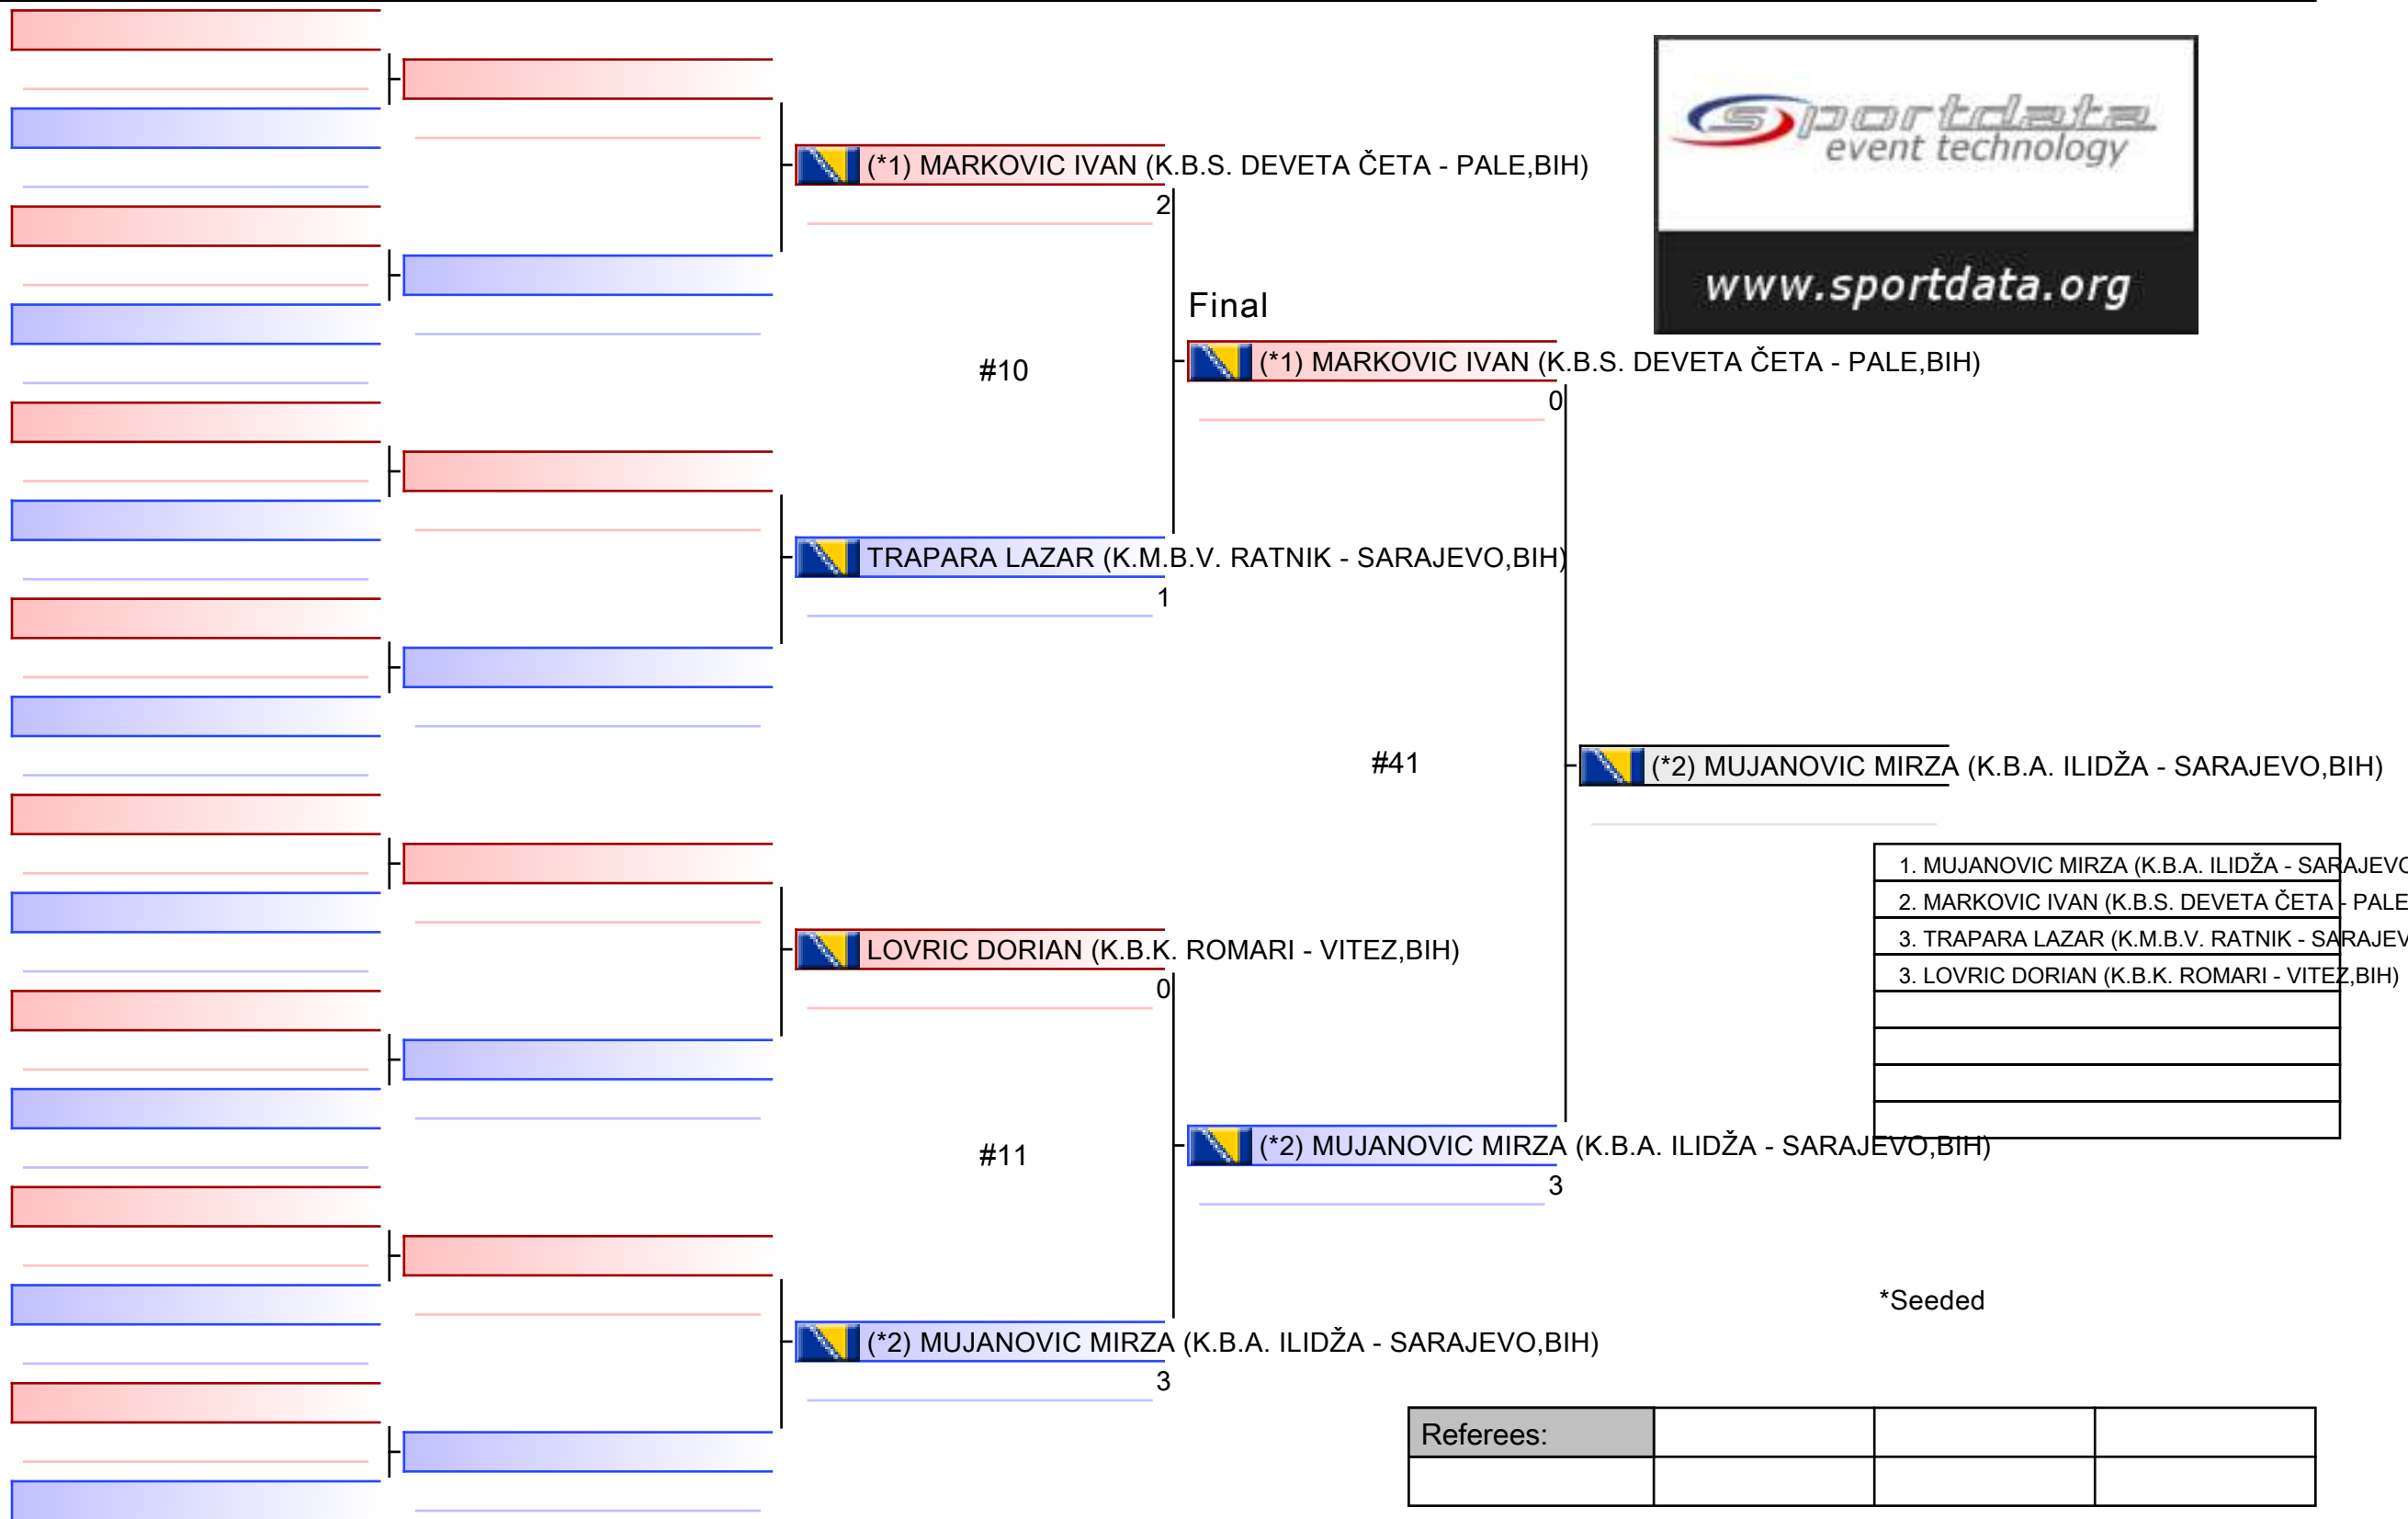 sportdata
event technology
www.sportdata.org
(*1) MARKOVIC IVAN (K.B.S. DEVETA ČETA - PALE,BIH)
2
Final
#10
(*1) MARKOVIC IVAN (K.B.S. DEVETA ČETA - PALE,BIH)
0
TRAPARA LAZAR (K.M.B.V. RATNIK - SARAJEVO,BIH)
1
#41
(*2) MUJANOVIC MIRZA (K.B.A. ILIDŽA - SARAJEVO,BIH)
1. MUJANOVIC MIRZA (K.B.A. ILIDŽA - SARAJEVO
2. MARKOVIC IVAN (K.B.S. DEVETA ČETA - PALE
3. TRAPARA LAZAR (K.M.B.V. RATNIK - SARAJEV
3. LOVRIC DORIAN (K.B.K. ROMARI - VITEZ,BIH)
LOVRIC DORIAN (K.B.K. ROMARI - VITEZ,BIH)
0
#11
(*2) MUJANOVIC MIRZA (K.B.A. ILIDŽA - SARAJEVO,BIH)
3
*Seeded
(*2) MUJANOVIC MIRZA (K.B.A. ILIDŽA - SARAJEVO,BIH)
3
Referees: